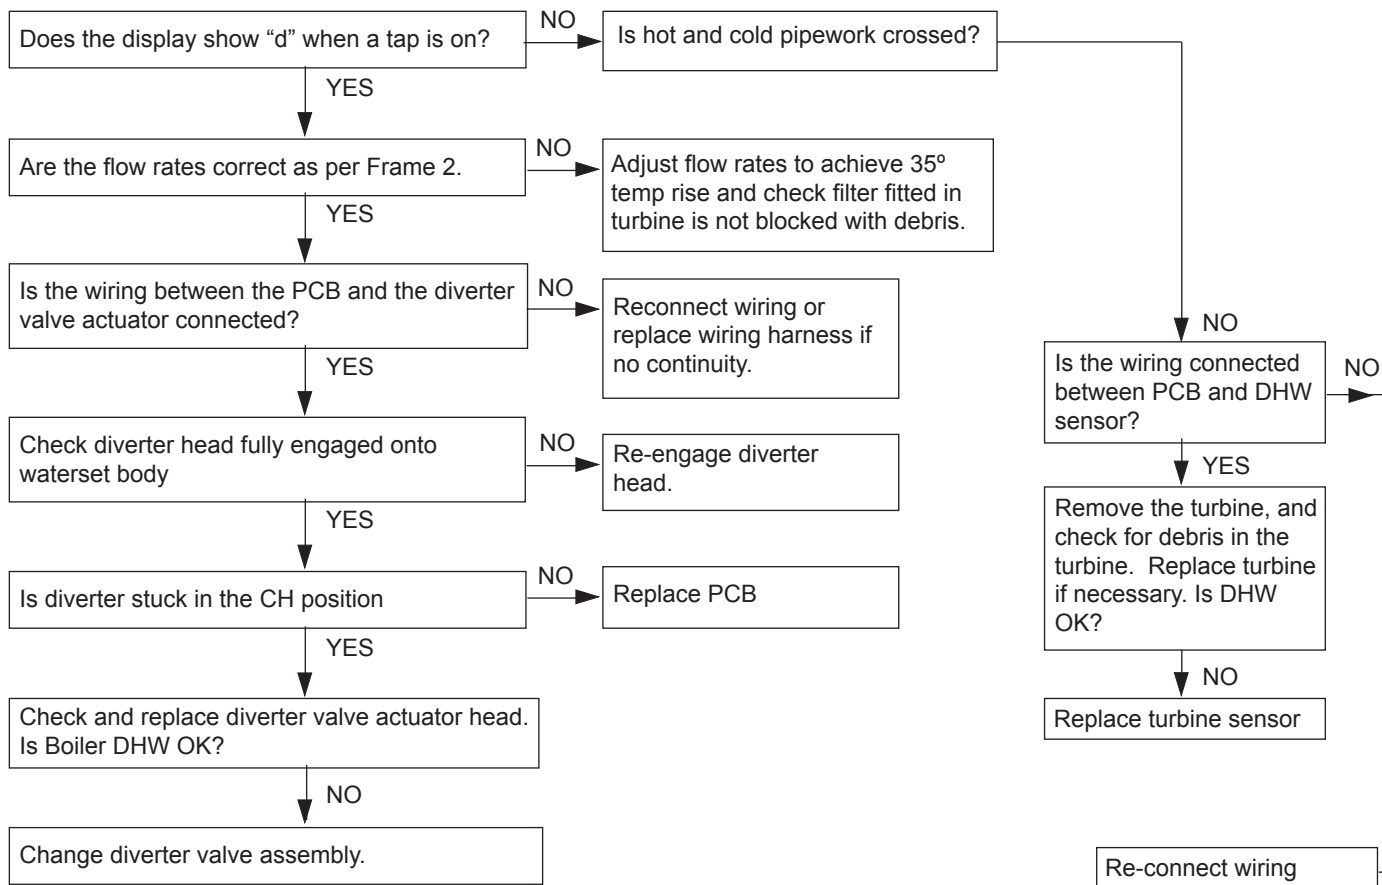 Does the display show “d” when a tap is on?
NO
Is hot and cold pipework crossed?
YES
Are the flow rates correct as per Frame 2.
NO
Adjust flow rates to achieve 35º
temp rise and check filter fitted in
turbine is not blocked with debris.
YES
Is the wiring between the PCB and the diverter
valve actuator connected?
NO
Reconnect wiring or
replace wiring harness if
no continuity.
YES
Check diverter head fully engaged onto
waterset body
NO
Re-engage diverter
head.
YES
Is diverter stuck in the CH position
NO
Replace PCB
YES
Check and replace diverter valve actuator head.
Is Boiler DHW OK?
NO
Change diverter valve assembly.
NO
Is the wiring connected
between PCB and DHW
sensor?
NO
YES
Remove the turbine, and
check for debris in the
turbine.  Replace turbine
if necessary. Is DHW
OK?
NO
Replace turbine sensor
Re-connect wiring